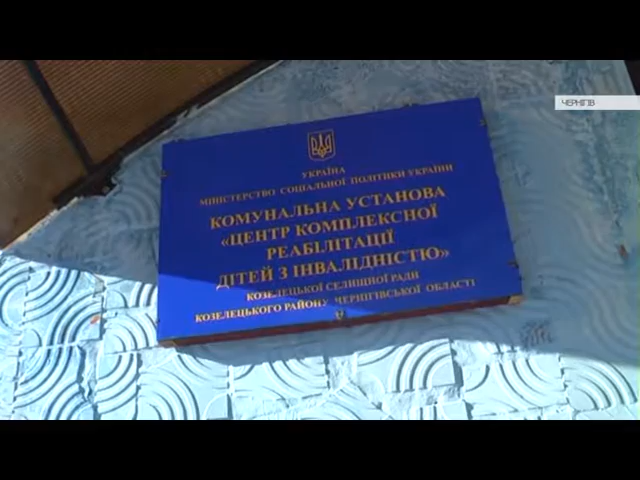 ЧЕРНІГІВ
УКРАЇНА
МІНІСТЕРСТВО СОЦІАЛЬНОЇ ПОЛІТИКИ УКРАЇНИ
КОМУНАЛЬНА УСТАНОВА
«ЦЕНТР КОМПЛЕКСНОЇ
РЕАБІЛІТАЦІЇ
ДІТЕЙ З ІНВАЛІДНІСТЮ»
КОЗЕЛЕЦЬКОЇ СЕЛИЩНОЇ РАДИ
КОЗЕЛЕЦЬКОГО РАЙОНУ ЧЕРНІГІВСЬКОЇ ОБЛАСТІ